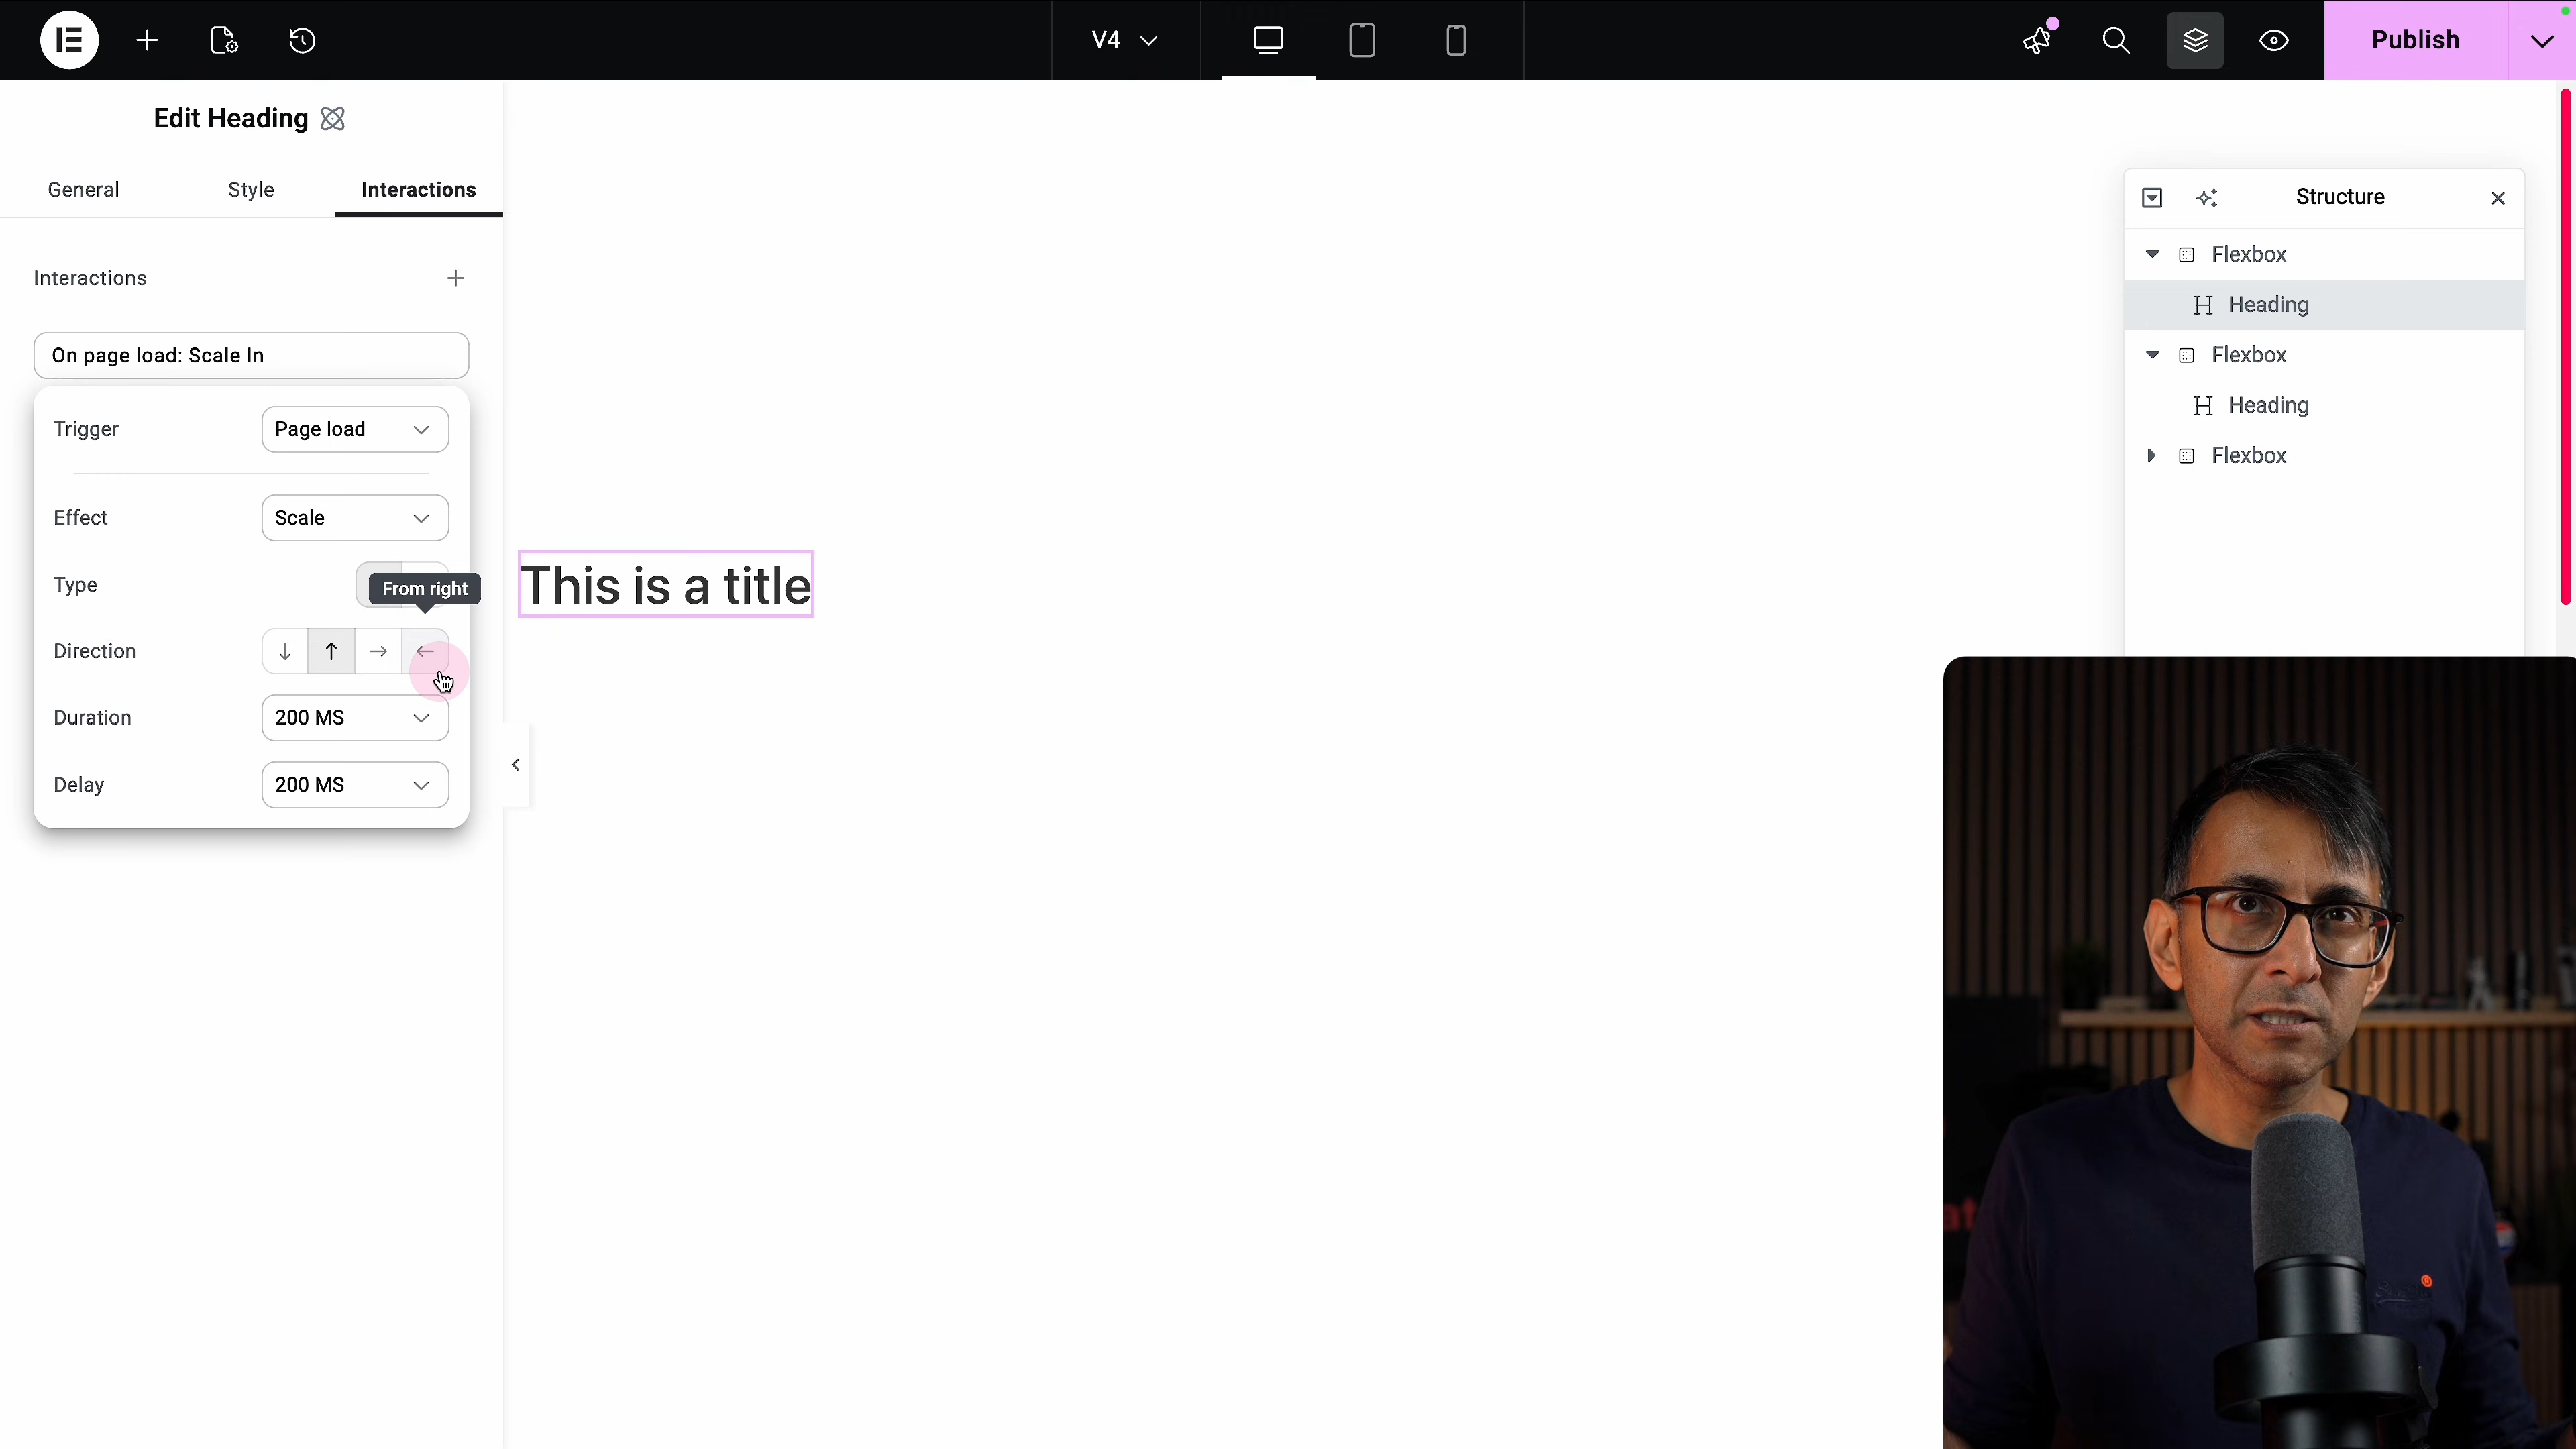 V4
Publish
Edit Heading
General
Style
Interactions
Interactions
On page load: Scale In
Trigger
Page load
Effect
Scale
Type
From right
Direction
Duration
200 MS
Delay
200 MS
This is a title
Structure
Flexbox
Heading
Flexbox
Heading
Flexbox